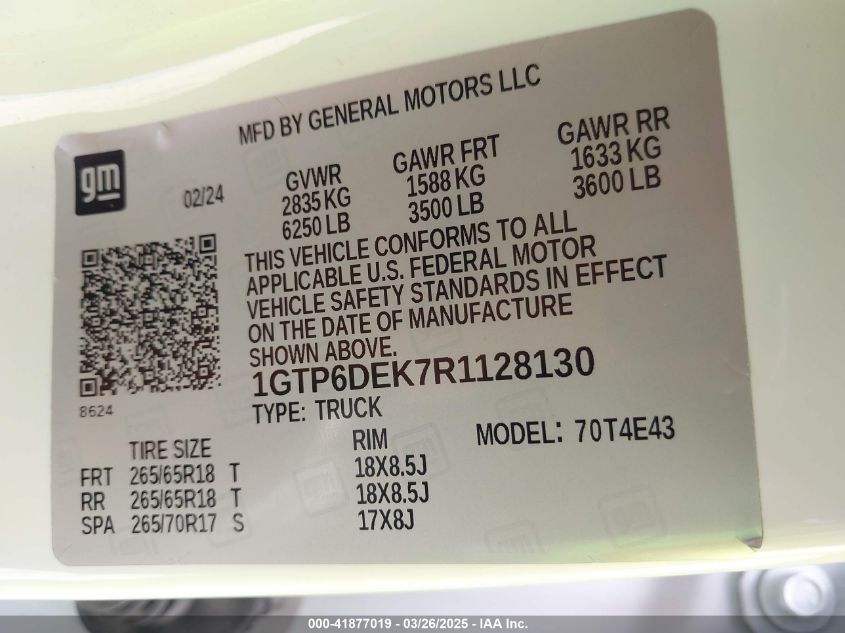 MFD BY GENERAL MOTORS LLC
gm
02/24
GVWR
2835 KG
6250 LB
GAWR FRT
1588 KG
3500 LB
GAWR RR
1633 KG
3600 LB
THIS VEHICLE CONFORMS TO ALL
APPLICABLE U.S. FEDERAL MOTOR
VEHICLE SAFETY STANDARDS IN EFFECT
ON THE DATE OF MANUFACTURE
SHOWN ABOVE.
1GTP6DEK7R1128130
8624
TYPE: TRUCK
MODEL: 70T4E43
TIRE SIZE RIM
FRT 265/65R18 T 18X8.5J
RR 265/65R18 T 18X8.5J
SPA 265/70R17 S 17X8J
000-41877019 - 03/26/2025 - IAA Inc.